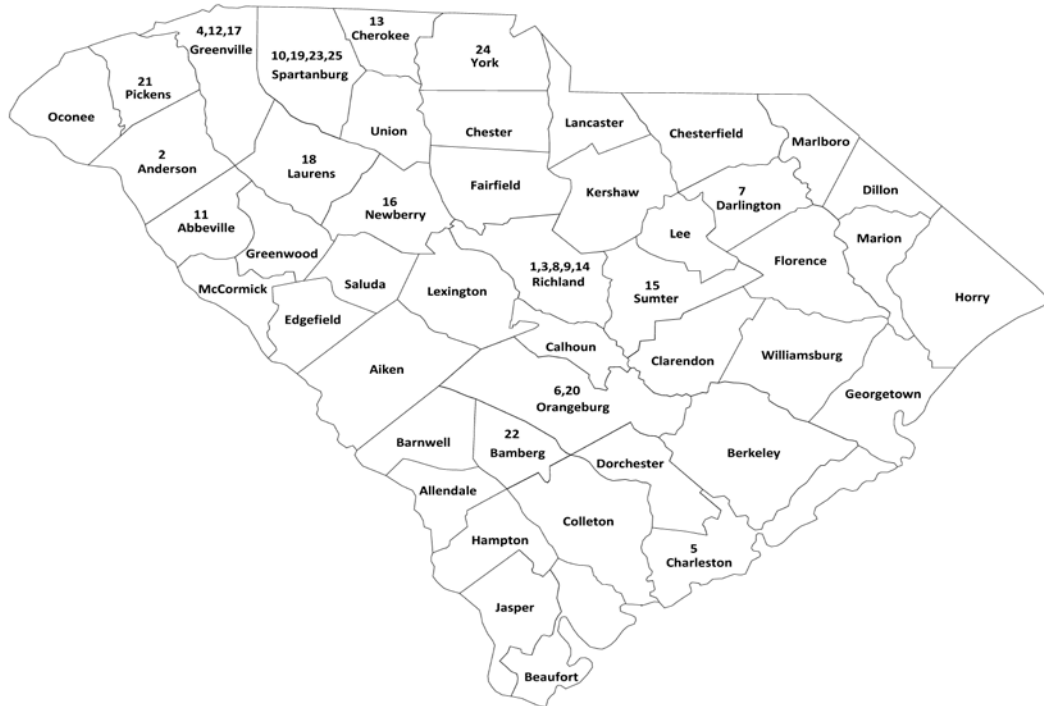 4,12,17
Greenville
13
Cherokee
10,19,23,25
Spartanburg
24
York
21
Pickens
Oconee
Union
Chester
Lancaster
Chesterfield
Marlboro
2
Anderson
18
Laurens
Fairfield
Kershaw
7
Darlington
Dillon
11
Abbeville
16
Newberry
Lee
Marion
Greenwood
Florence
McCormick
Saluda
Lexington
1,3,8,9,14
Richland
15
Sumter
Horry
Edgefield
Calhoun
Clarendon
Williamsburg
Aiken
Georgetown
6,20
Orangeburg
Barnwell
22
Bamberg
Dorchester
Berkeley
Allendale
Colleton
Hampton
5
Charleston
Jasper
Beaufort